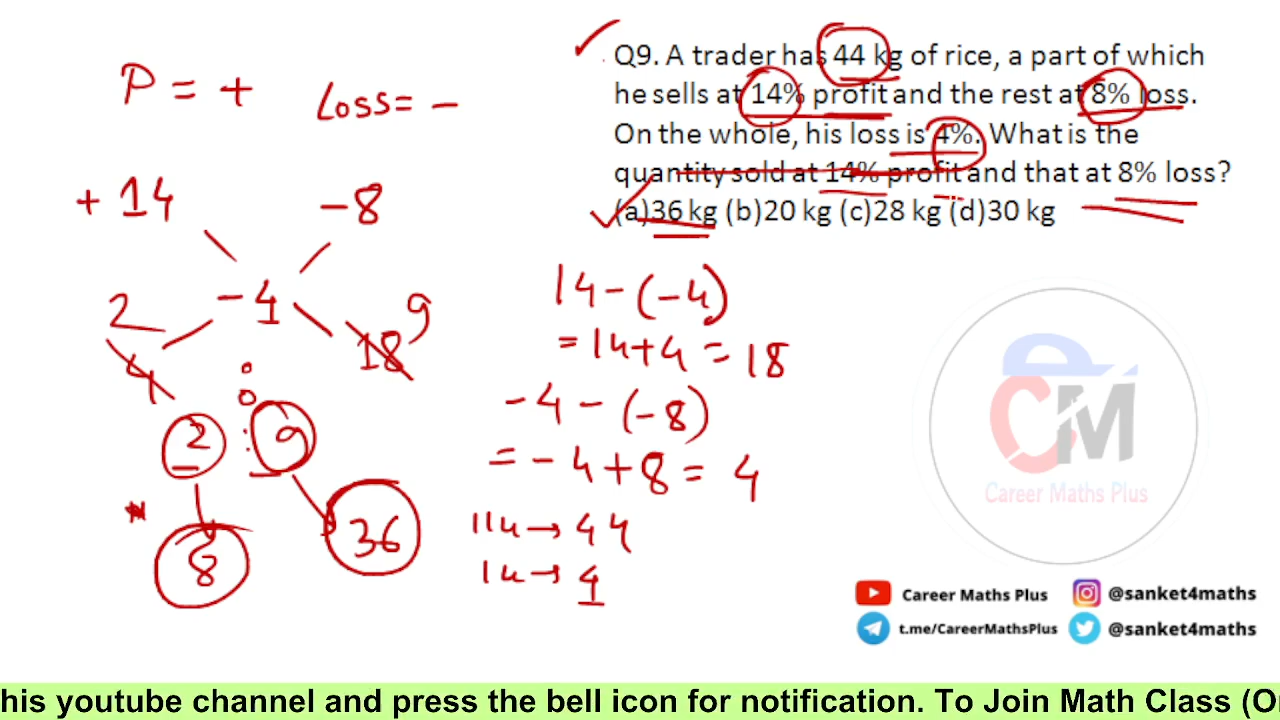 Q9. A trader has 44 kg of rice, a part of which
he sells at 14% profit and the rest at 8% loss.
On the whole, his loss is 4%. What is the
quantity sold at 14% profit and that at 8% loss?
(a)36 kg (b)20 kg (c)28 kg (d)30 kg
P = + Loss = -
+ 14 - 8
- 4
2 9
4 18
2 : 9
8 36
14 - (-4)
= 14 + 4 = 18
- 4 - (-8)
= - 4 + 8 = 4
11u → 44
1u → 4
e
CM
Career Maths Plus
Career Maths Plus @sanket4maths
t.me/CareerMathsPlus @sanket4maths
his youtube channel and press the bell icon for notification. To Join Math Class (O